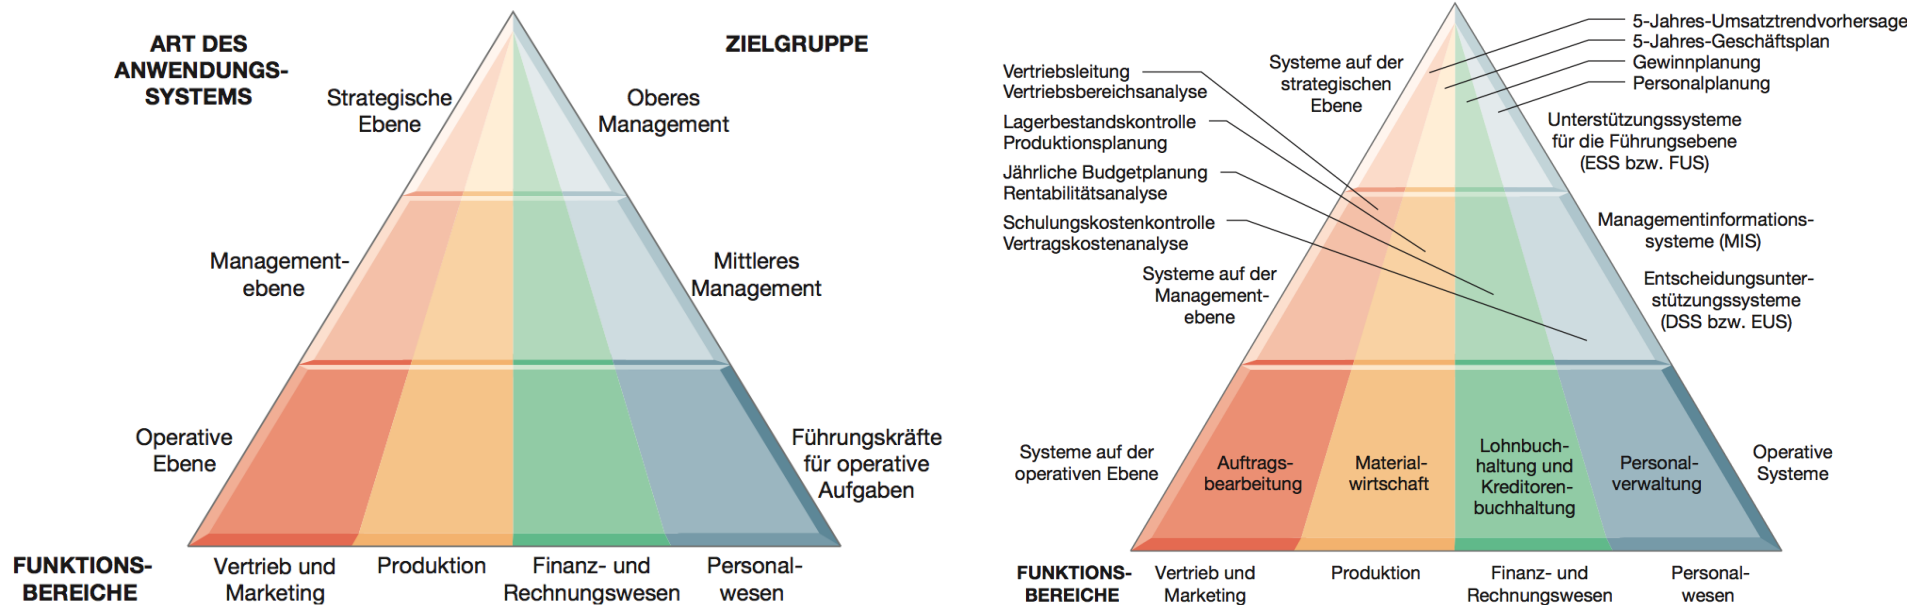 ART DES
ANWENDUNGS-
SYSTEMS
ZIELGRUPPE
Strategische
Ebene
Oberes
Management
Management-
ebene
Mittleres
Management
Operative
Ebene
Führungskräfte
für operative
Aufgaben
FUNKTIONS-
BEREICHE
Vertrieb und
Marketing
Produktion
Finanz- und
Rechnungswesen
Personal-
wesen
5-Jahres-Umsatztrendvorhersage
5-Jahres-Geschäftsplan
Gewinnplanung
Personalplanung
Systeme auf der
strategischen
Ebene
Vertriebsleitung
Vertriebsbereichsanalyse
Lagerbestandskontrolle
Produktionsplanung
Jährliche Budgetplanung
Rentabilitätsanalyse
Schulungskostenkontrolle
Vertragskostenanalyse
Unterstützungssysteme
für die Führungsebene
(ESS bzw. FUS)
Managementinformations-
systeme (MIS)
Systeme auf der
Management-
ebene
Entscheidungsunter-
stützungssysteme
(DSS bzw. EUS)
Systeme auf der
operativen Ebene
Auftrags-
bearbeitung
Material-
wirtschaft
Lohnbuch-
haltung und
Kreditoren-
buchhaltung
Personal-
verwaltung
Operative
Systeme
FUNKTIONS-
BEREICHE
Vertrieb und
Marketing
Produktion
Finanz- und
Rechnungswesen
Personal-
wesen